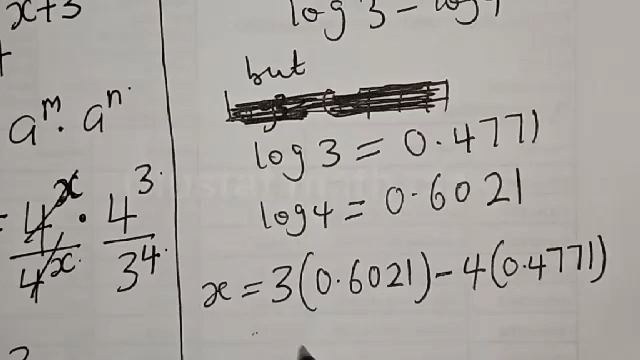 x+3
a^m · a^n
= 4^x/4^x · 4^3/3^4
log 3 – log 4
but
log 3 = 0.4771
log 4 = 0.6021
x = 3(0.6021) – 4(0.4771)